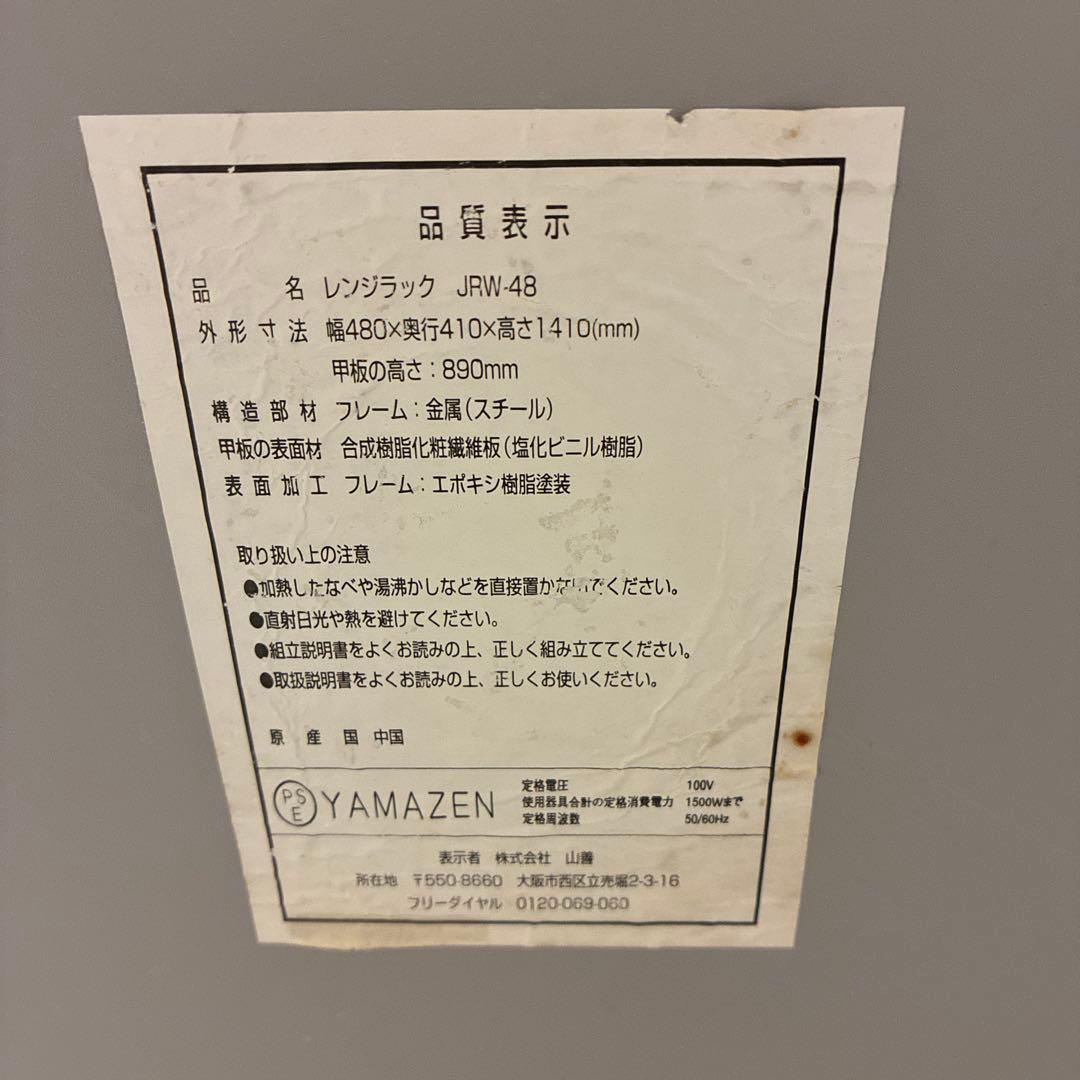 品質表示
品名 レンジラック JRW-48
外形寸法 幅480×奥行410×高さ1410(mm)
甲板の高さ:890mm
構造部材 フレーム:金属(スチール)
甲板の表面材 合成樹脂化粧繊維板(塩化ビニル樹脂)
表面加工 フレーム:エポキシ樹脂塗装
取り扱い上の注意
●加熱したなべや湯沸かしなどを直接置かないでください。
●直射日光や熱を避けてください。
●組立説明書をよくお読みの上、正しく組み立ててください。
●取扱説明書をよくお読みの上、正しくお使いください。
原産国 中国
PSE YAMAZEN
定格電圧 100V
使用器具合計の定格消費電力 1500Wまで
定格周波数 50/60Hz
表示者 株式会社 山善
所在地 〒550-8660 大阪市西区立売堀2-3-16
フリーダイヤル 0120-069-060